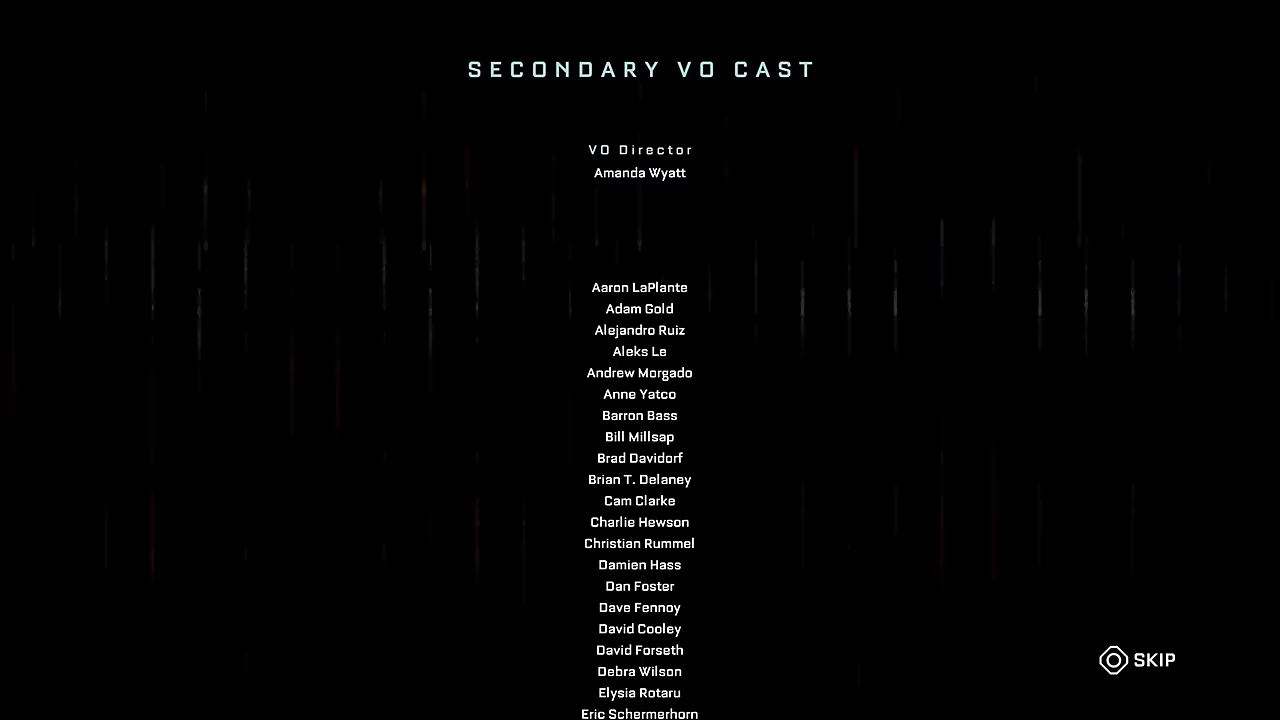 SECONDARY VO CAST
VO Director
Amanda Wyatt
Aaron LaPlante
Adam Gold
Alejandro Ruiz
Aleks Le
Andrew Morgado
Anne Yatco
Barron Bass
Bill Millsap
Brad Davidorf
Brian T. Delaney
Cam Clarke
Charlie Hewson
Christian Rummel
Damien Hass
Dan Foster
Dave Fennoy
David Cooley
David Forseth
Debra Wilson
SKIP
Elysia Rotaru
Eric Schermerhorn